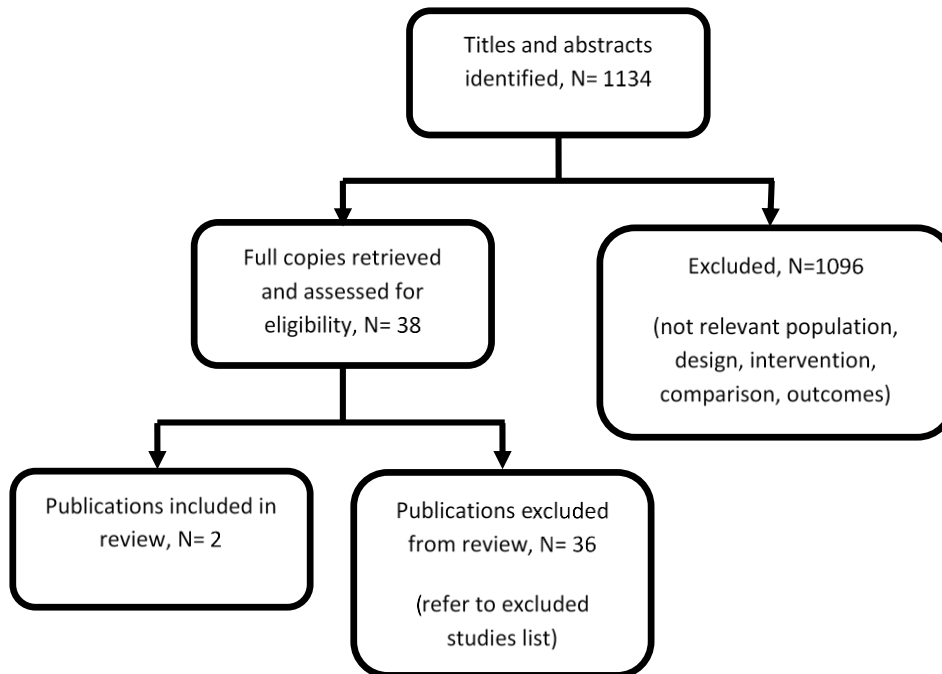 Titles and abstracts
identified, N= 1134
Full copies retrieved
and assessed for
eligibility, N= 38
Excluded, N=1096
(not relevant population,
design, intervention,
comparison, outcomes)
Publications included in
review, N= 2
Publications excluded
from review, N= 36
(refer to excluded
studies list)